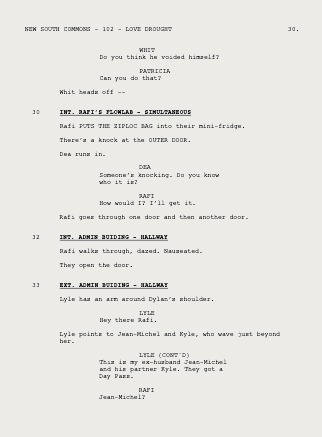 NEW SOUTH COMMONS - 102 - LOVE DROUGHT 30.
WHIT
Do you think he voided himself?
PATRICIA
Can you do that?
Whit heads off --
30 INT. RAFI'S FLOWLAB - SIMULTANEOUS
Rafi PUTS THE ZIPLOC BAG into their mini-fridge.
There's a knock at the OUTER DOOR.
Dea runs in.
DEA
Someone's knocking. Do you know
who it is?
RAFI
How would I? I'll get it.
Rafi goes through one door and then another door.
32 INT. ADMIN BUIDING - HALLWAY
Rafi walks through, dazed. Nauseated.
They open the door.
33 EXT. ADMIN BUIDING - HALLWAY
Lyle has an arm around Dylan's shoulder.
LYLE
Hey there Rafi.
Lyle points to Jean-Michel and Kyle, who wave just beyond
her.
LYLE (CONT'D)
This is my ex-husband Jean-Michel
and his partner Kyle. They got a
Day Pass.
RAFI
Jean-Michel?